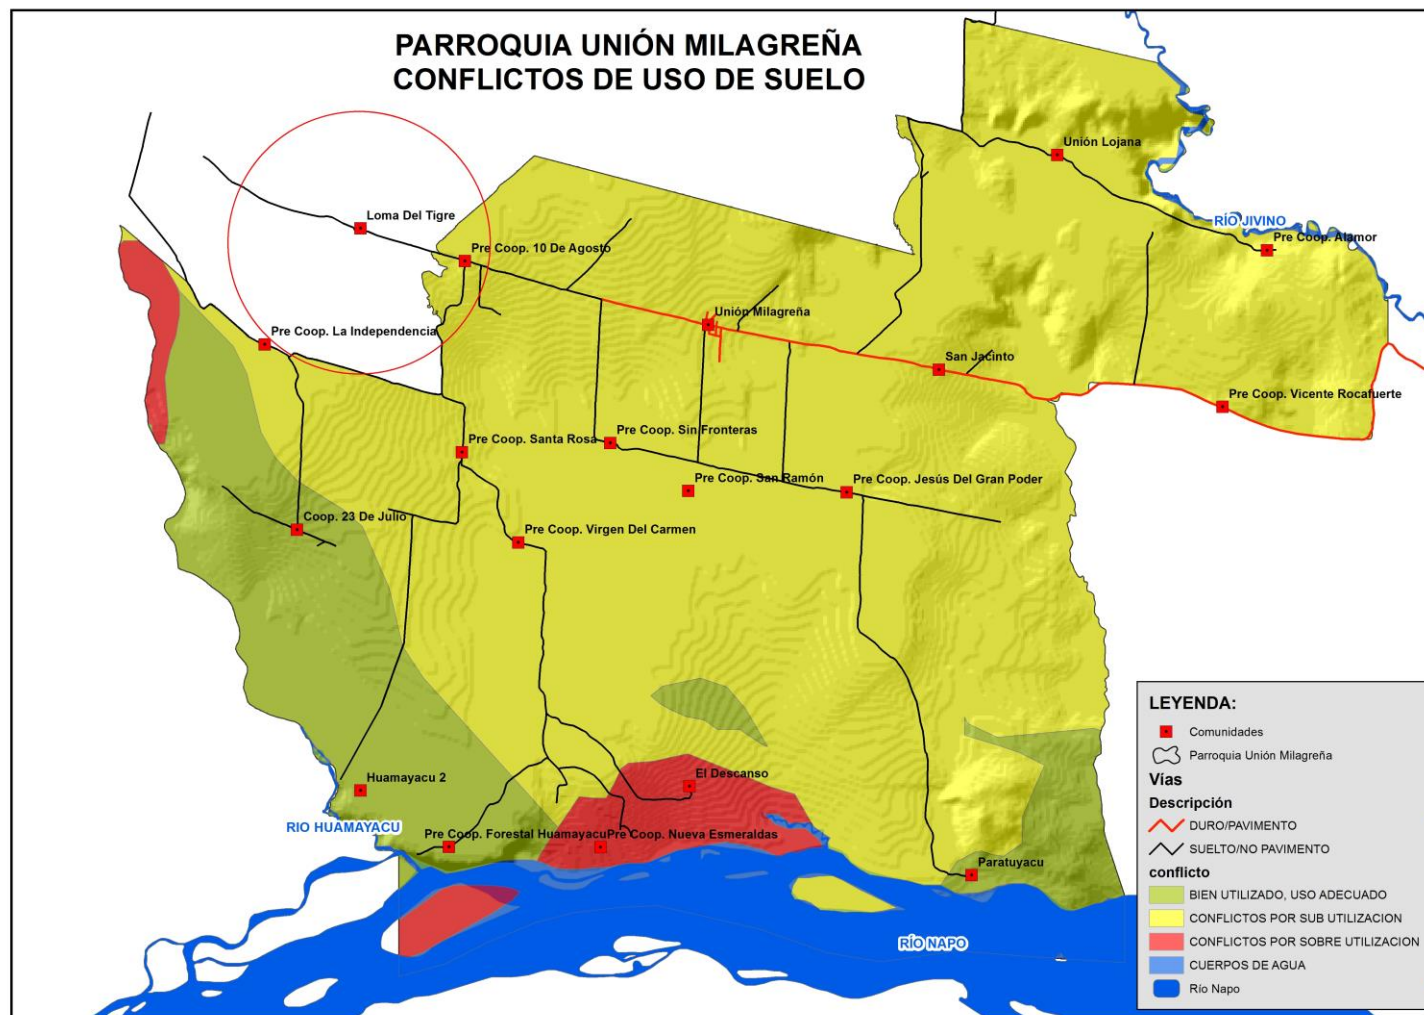 PARROQUIA UNIÓN MILAGREÑA
CONFLICTOS DE USO DE SUELO
Unión Lojana
Loma Del Tigre
RÍO JIVINO
Pre Coop. Alamor
Pre Coop. 10 De Agosto
Unión Milagreña
Pre Coop. La Independencia
San Jacinto
Pre Coop. Vicente Rocafuerte
Pre Coop. Santa Rosa
Pre Coop. Sin Fronteras
Pre Coop. San Ramón
Pre Coop. Jesús Del Gran Poder
Coop. 23 De Julio
Pre Coop. Virgen Del Carmen
El Descanso
Huamayacu 2
RIO HUAMAYACU
Pre Coop. Forestal Huamayacu
Pre Coop. Nueva Esmeraldas
Paratuyacu
RÍO NAPO
LEYENDA:
Comunidades
Parroquia Unión Milagreña
Vías
Descripción
DURO/PAVIMENTO
SUELTO/NO PAVIMENTO
conflicto
BIEN UTILIZADO, USO ADECUADO
CONFLICTOS POR SUB UTILIZACION
CONFLICTOS POR SOBRE UTILIZACION
CUERPOS DE AGUA
Río Napo